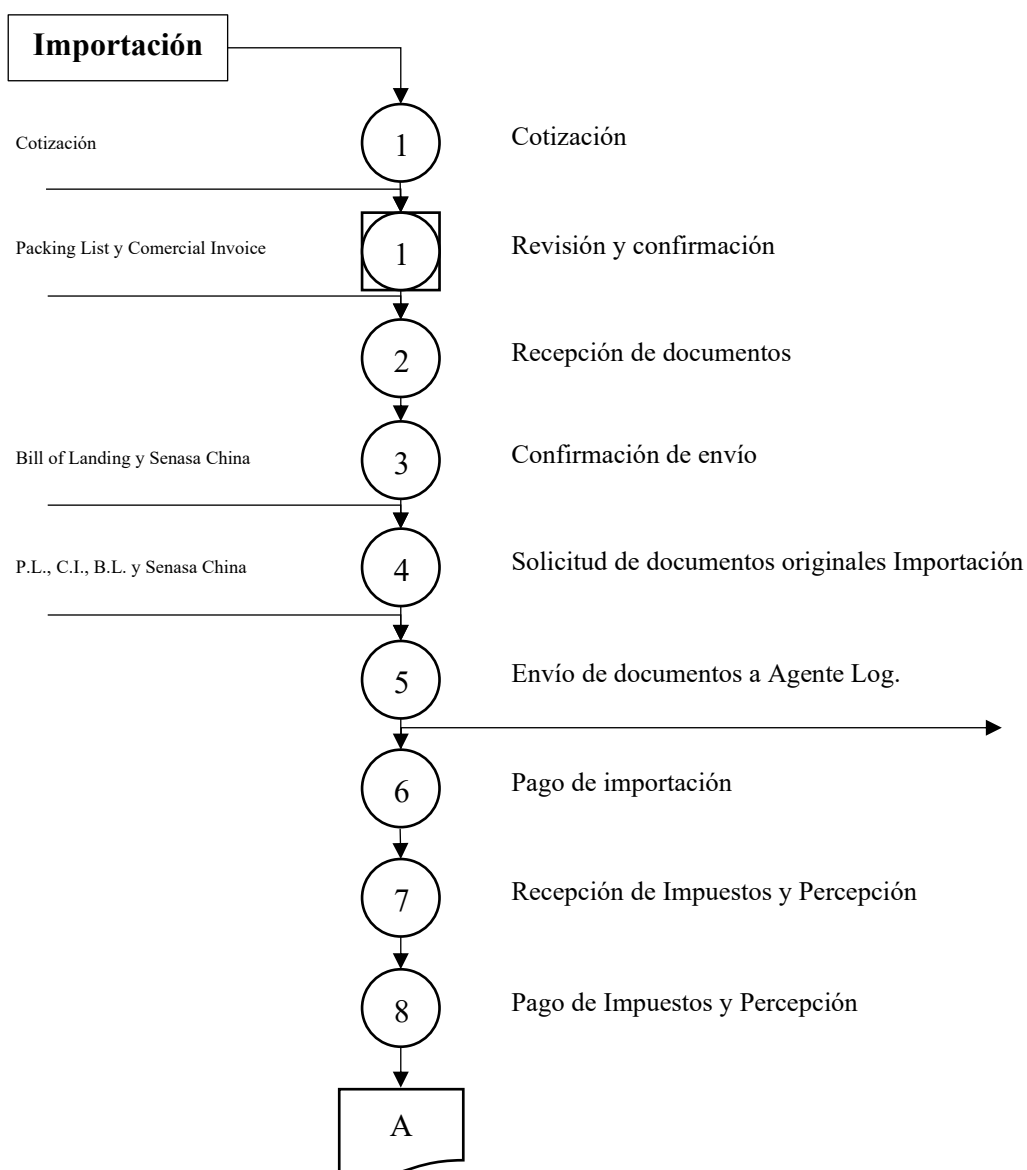 Importación
Cotización
1
Cotización
Packing List y Comercial Invoice
1
Revisión y confirmación
2
Recepción de documentos
Bill of Landing y Senasa China
3
Confirmación de envío
P.L., C.I., B.L. y Senasa China
4
Solicitud de documentos originales Importación
5
Envío de documentos a Agente Log.
6
Pago de importación
7
Recepción de Impuestos y Percepción
8
Pago de Impuestos y Percepción
A